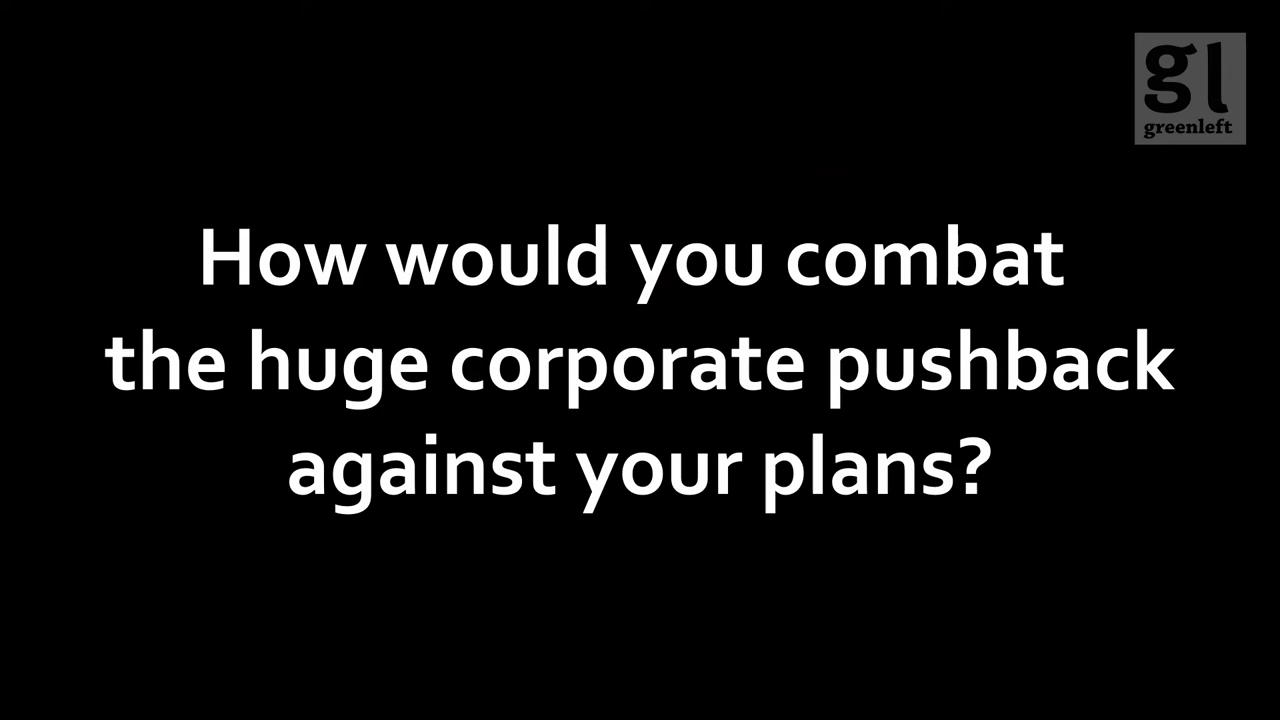 gl
greenleft
How would you combat
the huge corporate pushback
against your plans?